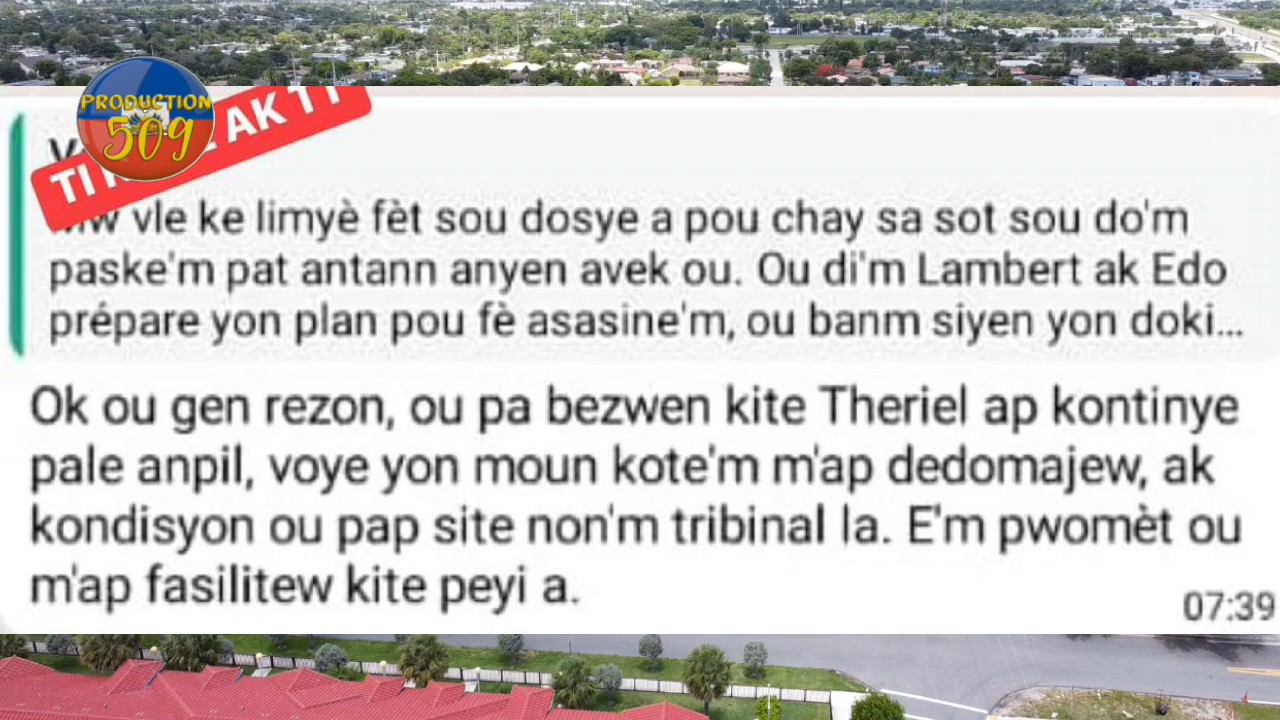 PRODUCTION
509
AK TI
vle ke limyè fèt sou dosye a pou chay sa sot sou do'm
paske'm pat antann anyen avek ou. Ou di'm Lambert ak Edo
prépare yon plan pou fè asasine'm, ou banm siyen yon doki...
Ok ou gen rezon, ou pa bezwen kite Theriel ap kontinye
pale anpil, voye yon moun kote'm m'ap dedomajew, ak
kondisyon ou pap site non'm tribinal la. E'm pwomèt ou
m'ap fasilitew kite peyi a.
07:39